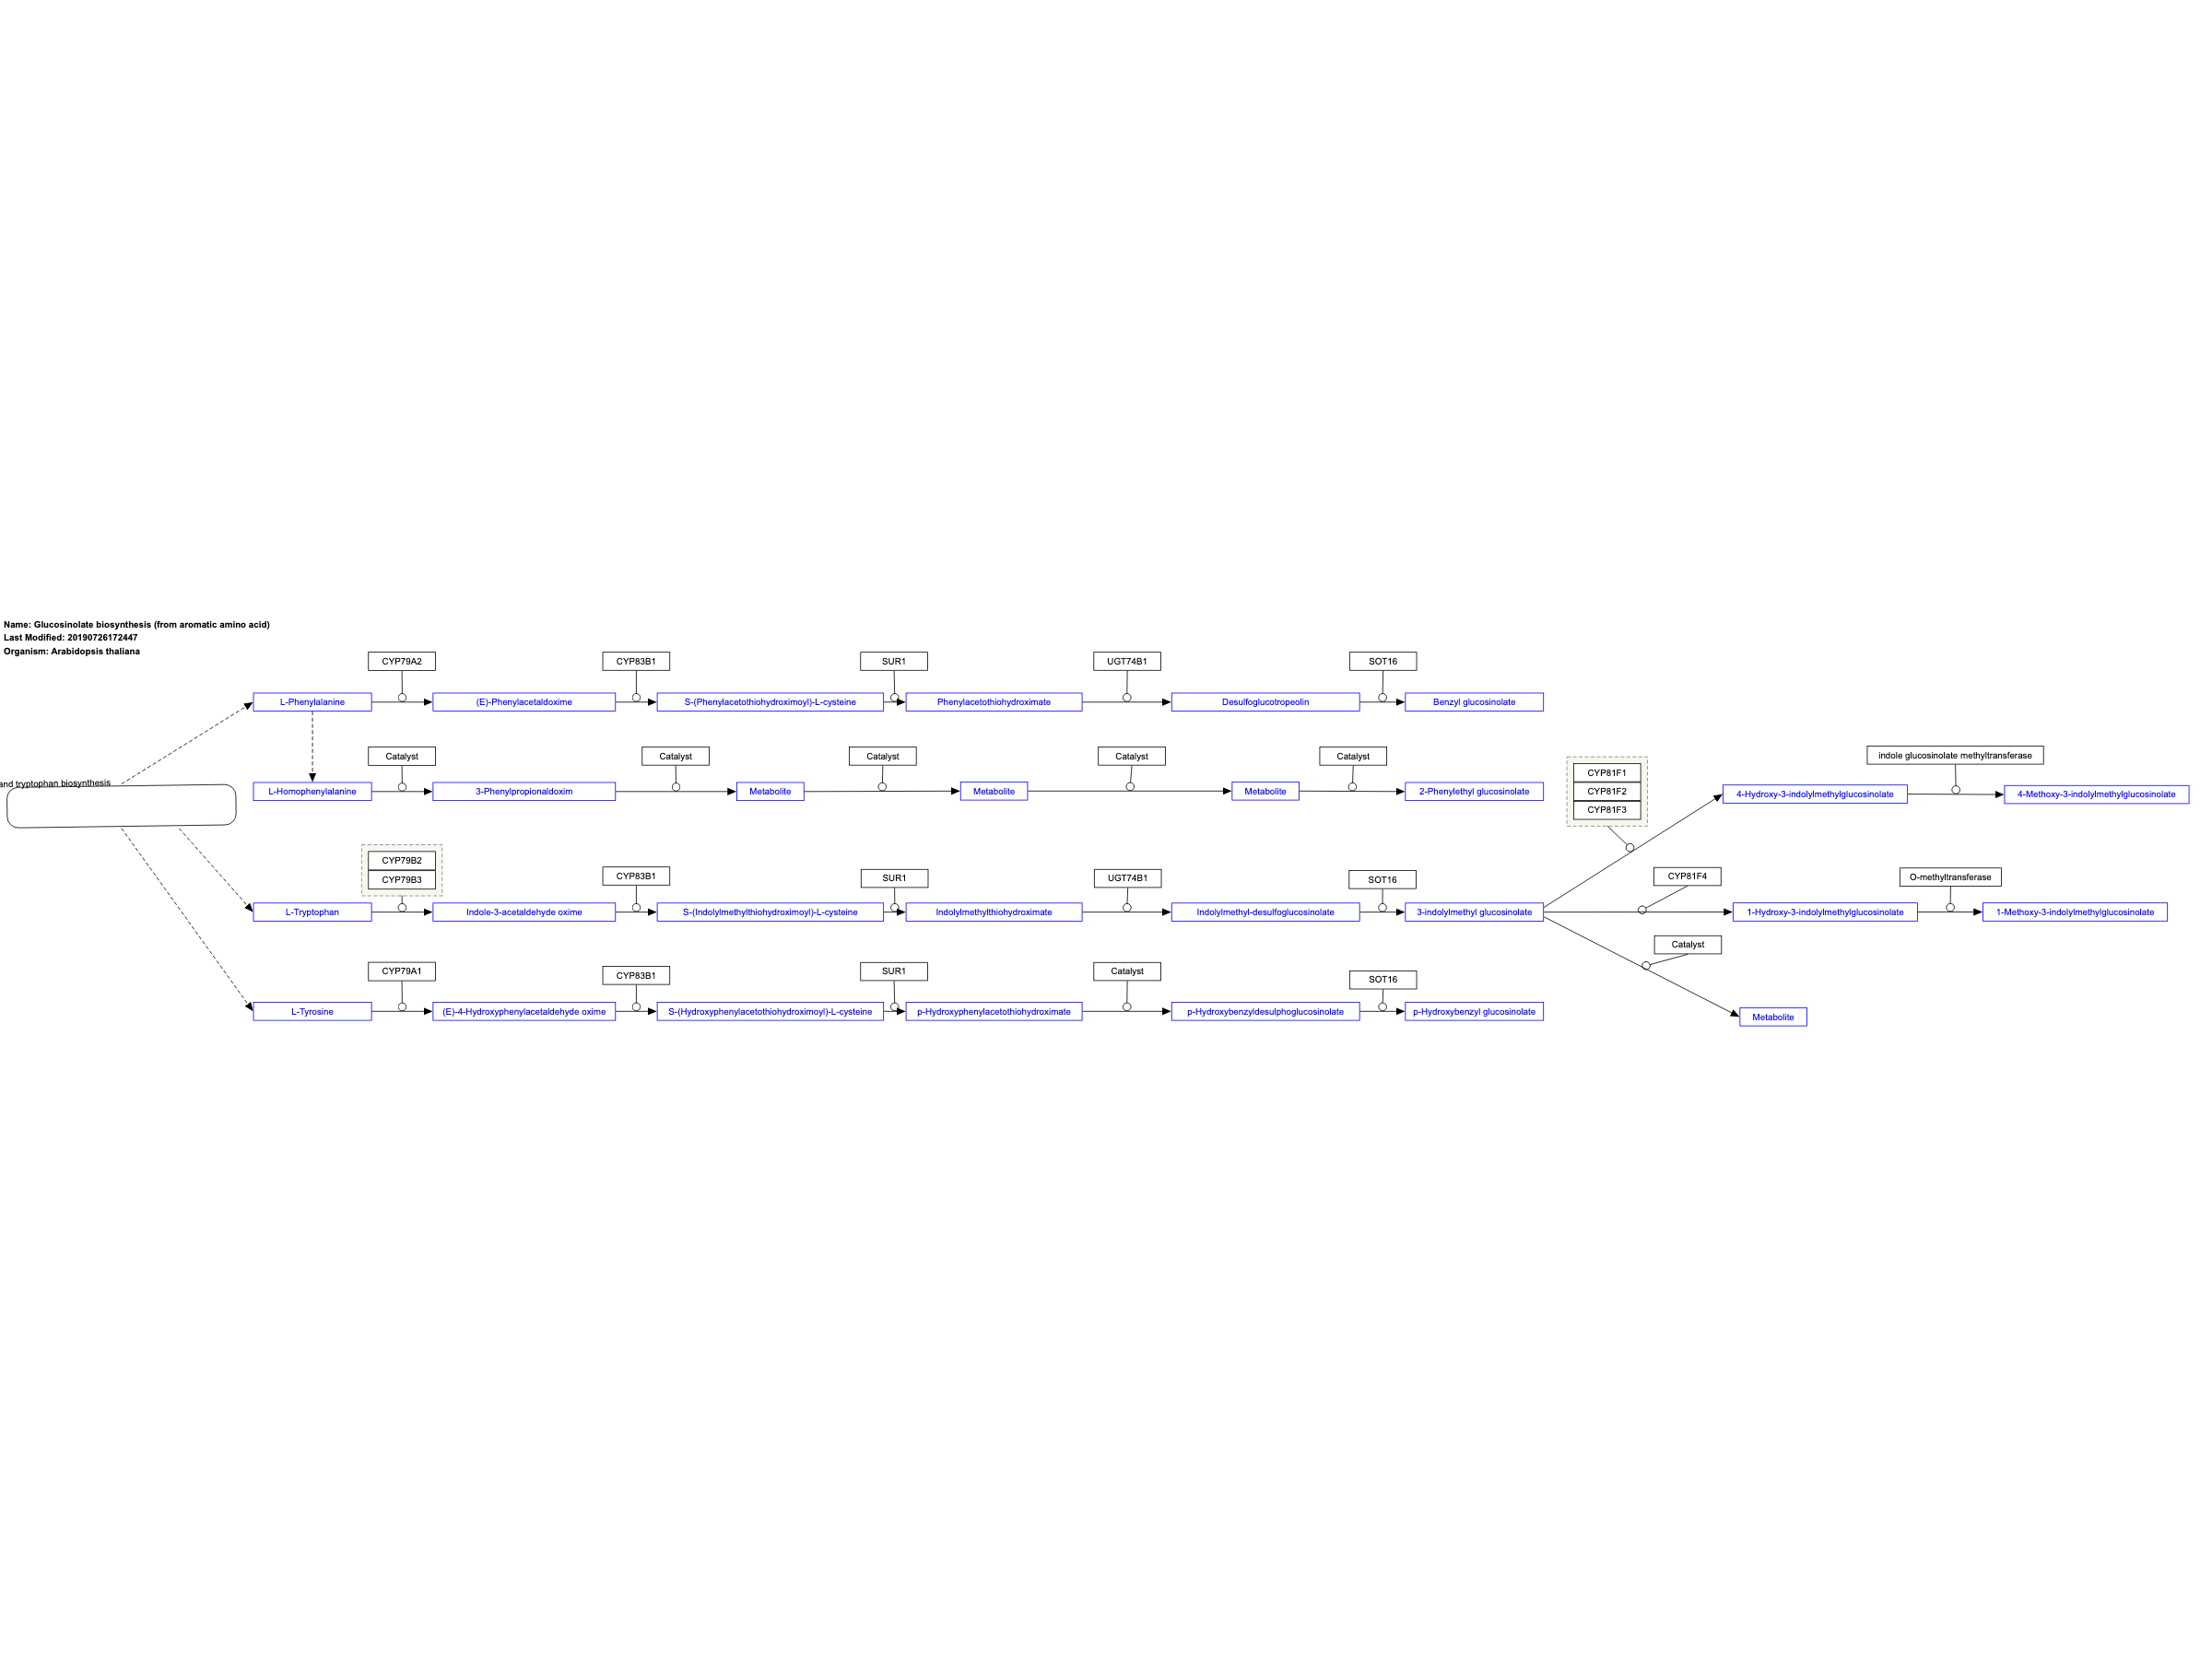 Name: Glucosinolate biosynthesis (from aromatic amino acid)
Last Modified: 20190726172447
Organism: Arabidopsis thaliana
CYP79A2
CYP83B1
SUR1
UGT74B1
SOT16
L-Phenylalanine
(E)-Phenylacetaldoxime
S-(Phenylacetothiohydroximoyl)-L-cysteine
Phenylacetothiohydroximate
Desulfoglucotropeolin
Benzyl glucosinolate
Catalyst
Catalyst
Catalyst
Catalyst
Catalyst
indole glucosinolate methyltransferase
CYP81F1
CYP81F2
CYP81F3
and tryptophan biosynthesis
L-Homophenylalanine
3-Phenylpropionaldoxim
Metabolite
Metabolite
Metabolite
2-Phenylethyl glucosinolate
4-Hydroxy-3-indolylmethylglucosinolate
4-Methoxy-3-indolylmethylglucosinolate
CYP79B2
CYP79B3
CYP83B1
SUR1
UGT74B1
SOT16
CYP81F4
O-methyltransferase
L-Tryptophan
Indole-3-acetaldehyde oxime
S-(Indolylmethylthiohydroximoyl)-L-cysteine
Indolylmethylthiohydroximate
Indolylmethyl-desulfoglucosinolate
3-indolylmethyl glucosinolate
1-Hydroxy-3-indolylmethylglucosinolate
1-Methoxy-3-indolylmethylglucosinolate
Catalyst
CYP79A1
CYP83B1
SUR1
Catalyst
SOT16
L-Tyrosine
(E)-4-Hydroxyphenylacetaldehyde oxime
S-(Hydroxyphenylacetothiohydroximoyl)-L-cysteine
p-Hydroxyphenylacetothiohydroximate
p-Hydroxybenzyldesulphoglucosinolate
p-Hydroxybenzyl glucosinolate
Metabolite